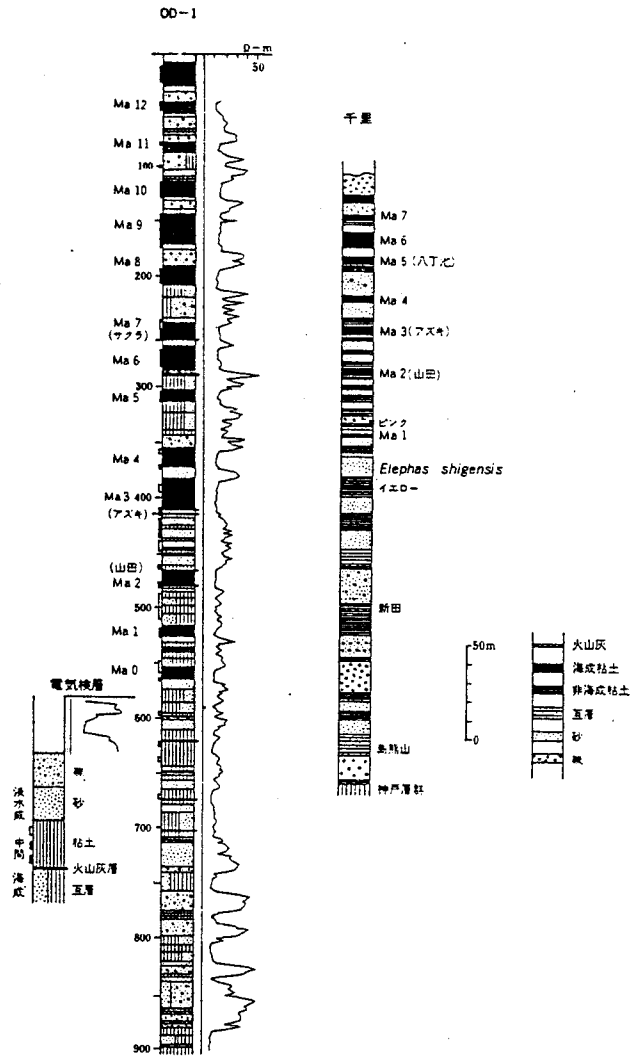 OD-1
Ω-m
50
Ma 12
Ma 11
100
Ma 10
Ma 9
Ma 8
200
Ma 7
(サクラ)
Ma 6
300
Ma 5
Ma 4
Ma 3 400
(アズキ)
(山田)
Ma 2
500
Ma 1
Ma 0
600
700
800
900
電気検層
礫
砂
粘土
火山灰層
互層
淡水成
中間
海成
千里
Ma 7
Ma 6
Ma 5 (八丁池)
Ma 4
Ma 3 (アズキ)
Ma 2 (山田)
ピンク
Ma 1
Elephas shigensis
イエロー
新田
島熊山
神戸層群
50m
0
火山灰
海成粘土
非海成粘土
互層
砂
礫